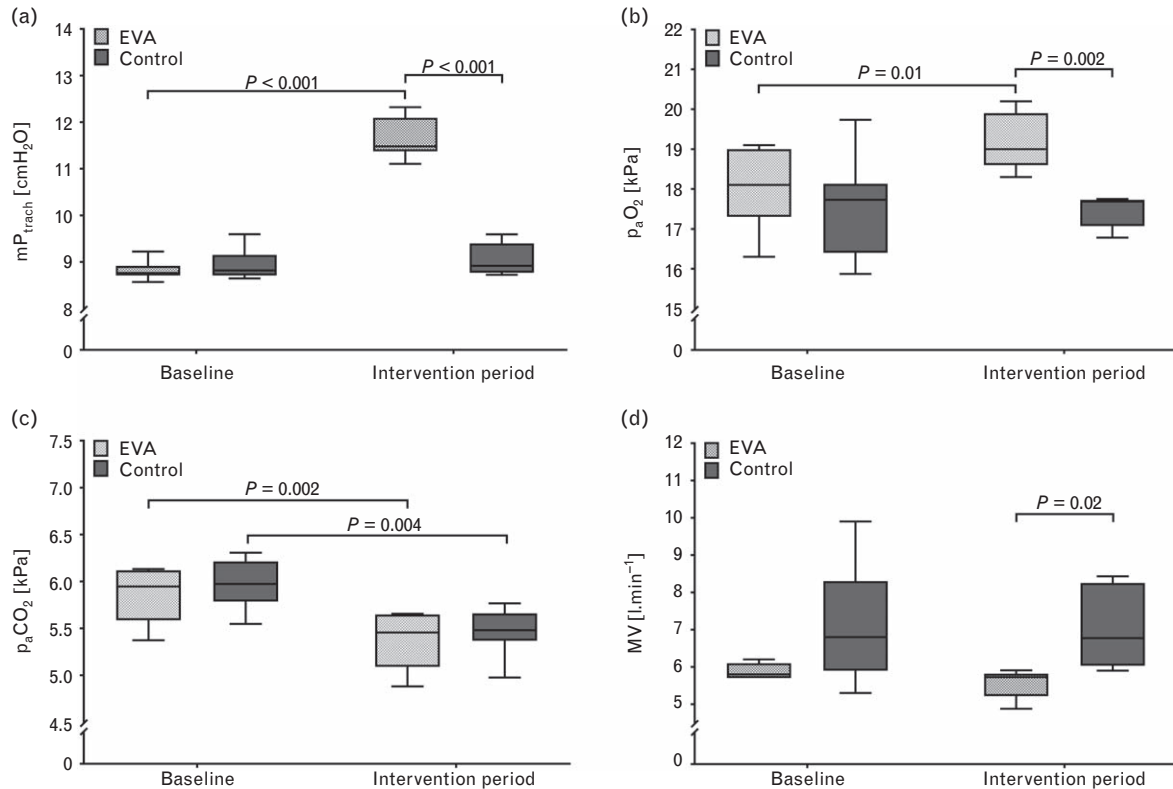 (a)
EVA
Control
14
13
12
11
10
9
8
0
mPtrach [cmH2O]
P < 0.001
P < 0.001
Baseline
Intervention period
(b)
EVA
Control
22
21
20
19
18
17
16
15
0
paO2 [kPa]
P = 0.01
P = 0.002
Baseline
Intervention period
(c)
EVA
Control
7.5
7.0
6.5
6.0
5.5
5.0
4.5
0
paCO2 [kPa]
P = 0.002
P = 0.004
Baseline
Intervention period
(d)
EVA
Control
12
11
10
9
8
7
6
5
0
MV [l.min−1]
P = 0.02
Baseline
Intervention period